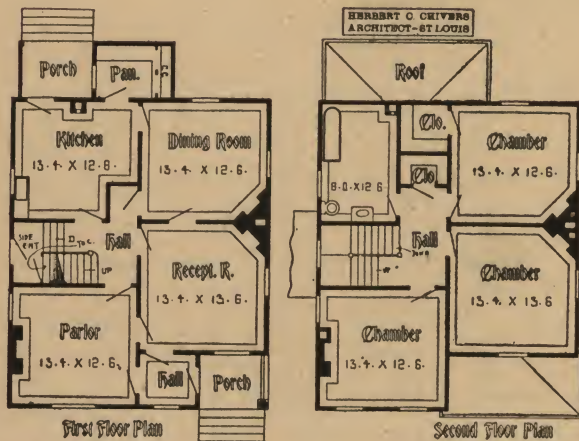 HERBERT C. CHIVERS
ARCHITECT-ST LOUIS
Porch
Pan.
Kitchen
13.4. X 12.6.
Dining Room
13.4. X 12.6.
SIDE
ENT
D
TO C.
UP
Hall
Recept. R.
13.4. X 13.6.
Parlor
13.4. X 12.6.
Hall
Porch
First Floor Plan
Roof
Clo.
Chamber
13.4. X 12.6
Clo
8.0. X 12 6
Hall
Chamber
13.4. X 13.6
Chamber
13.4. X 12.6.
Second Floor Plan